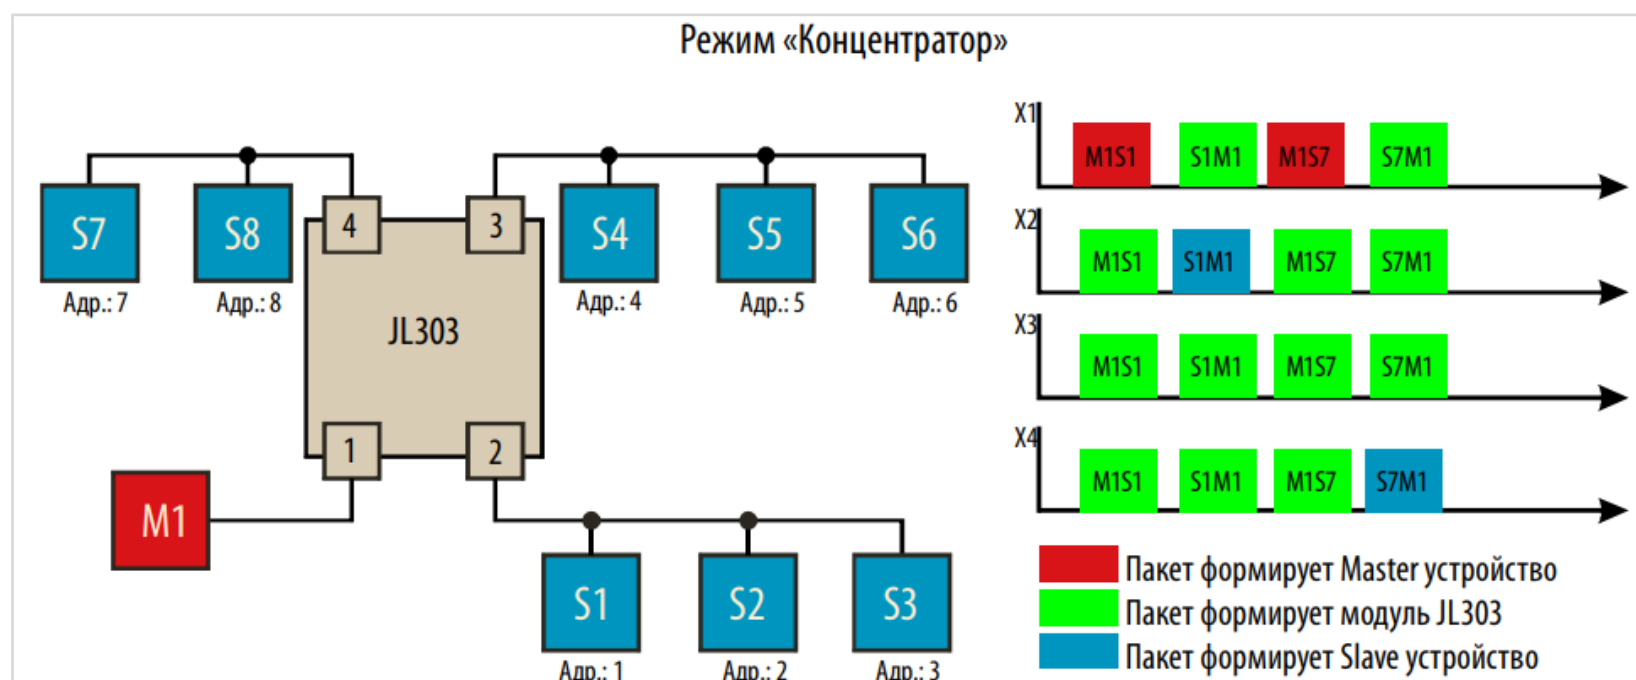 Режим «Концентратор»
S7
S8
4
3
S4
S5
S6
Адр.: 7
Адр.: 8
Адр.: 4
Адр.: 5
Адр.: 6
JL303
1
2
M1
S1
S2
S3
Адр.: 1
Адр.: 2
Адр.: 3
X1
M1S1 S1M1 M1S7 S7M1
X2
M1S1 S1M1 M1S7 S7M1
X3
M1S1 S1M1 M1S7 S7M1
X4
M1S1 S1M1 M1S7 S7M1
Пакет формирует Master устройство
Пакет формирует модуль JL303
Пакет формирует Slave устройство